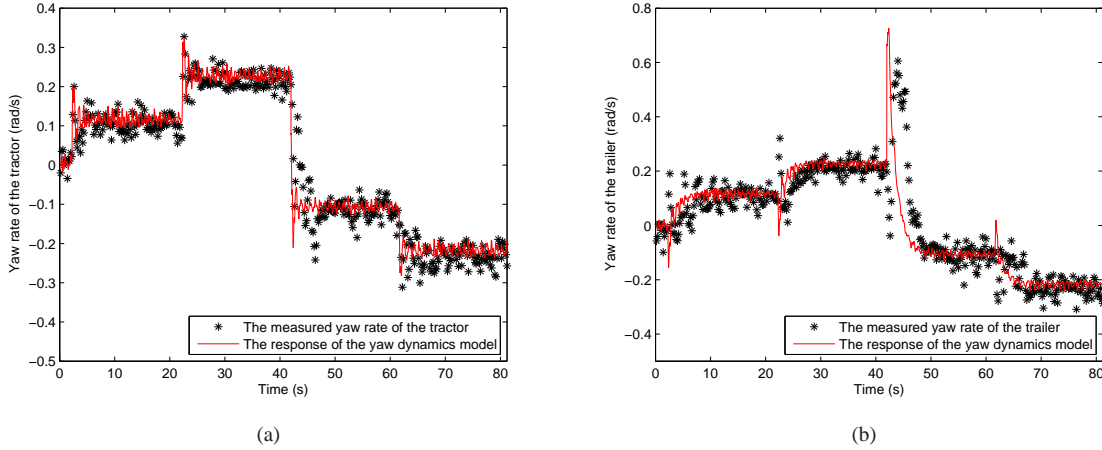 0.4
0.3
0.2
0.1
0
−0.1
−0.2
−0.3
−0.4
−0.5
0 10 20 30 40 50 60 70 80
Yaw rate of the tractor (rad/s)
Time (s)
The measured yaw rate of the tractor
The response of the yaw dynamics model
(a)
0.8
0.6
0.4
0.2
0
−0.2
−0.4
0 10 20 30 40 50 60 70 80
Yaw rate of the trailer (rad/s)
Time (s)
The measured yaw rate of the trailer
The response of the yaw dynamics model
(b)